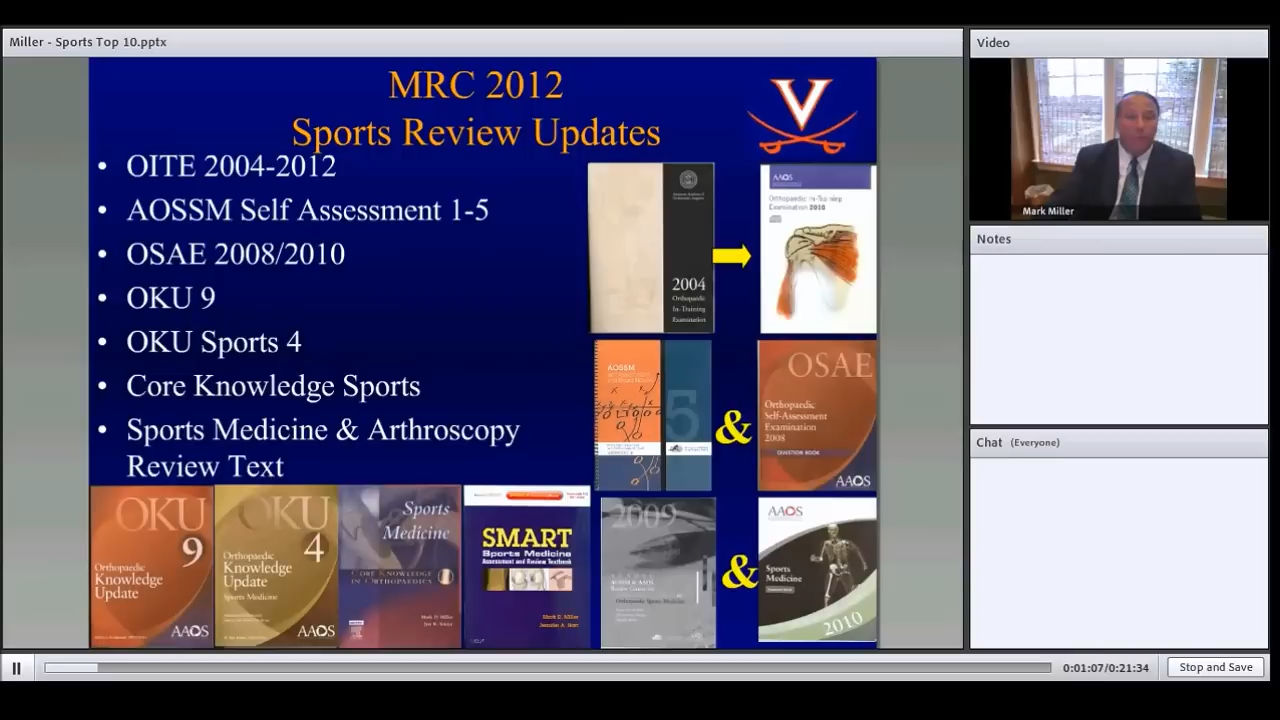 Miller - Sports Top 10.pptx
MRC 2012
Sports Review Updates
• OITE 2004-2012
• AOSSM Self Assessment 1-5
• OSAE 2008/2010
• OKU 9
• OKU Sports 4
• Core Knowledge Sports
• Sports Medicine & Arthroscopy
Review Text
2004
Orthopaedic
In-Training
Examination
AAOS
Orthopaedic In-Training
Examination 2010
AOSSM
5
&
OSAE
Orthopaedic
Self-Assessment
Examination
2008
QUESTION BOOK
AAOS
OKU
9
Orthopaedic
Knowledge
Update
AAOS
OKU
4
Orthopaedic
Knowledge
Update
Sports Medicine
AAOS
Sports
Medicine
CORE KNOWLEDGE
IN ORTHOPAEDICS
Mark D. Miller
SMART
Sports Medicine
Assessment and Review Textbook
Mark D. Miller
Jennifer A. Hart
2009
&
AAOS
Sports
Medicine
2010
Video
Mark Miller
Notes
Chat (Everyone)
0:01:07/0:21:34
Stop and Save